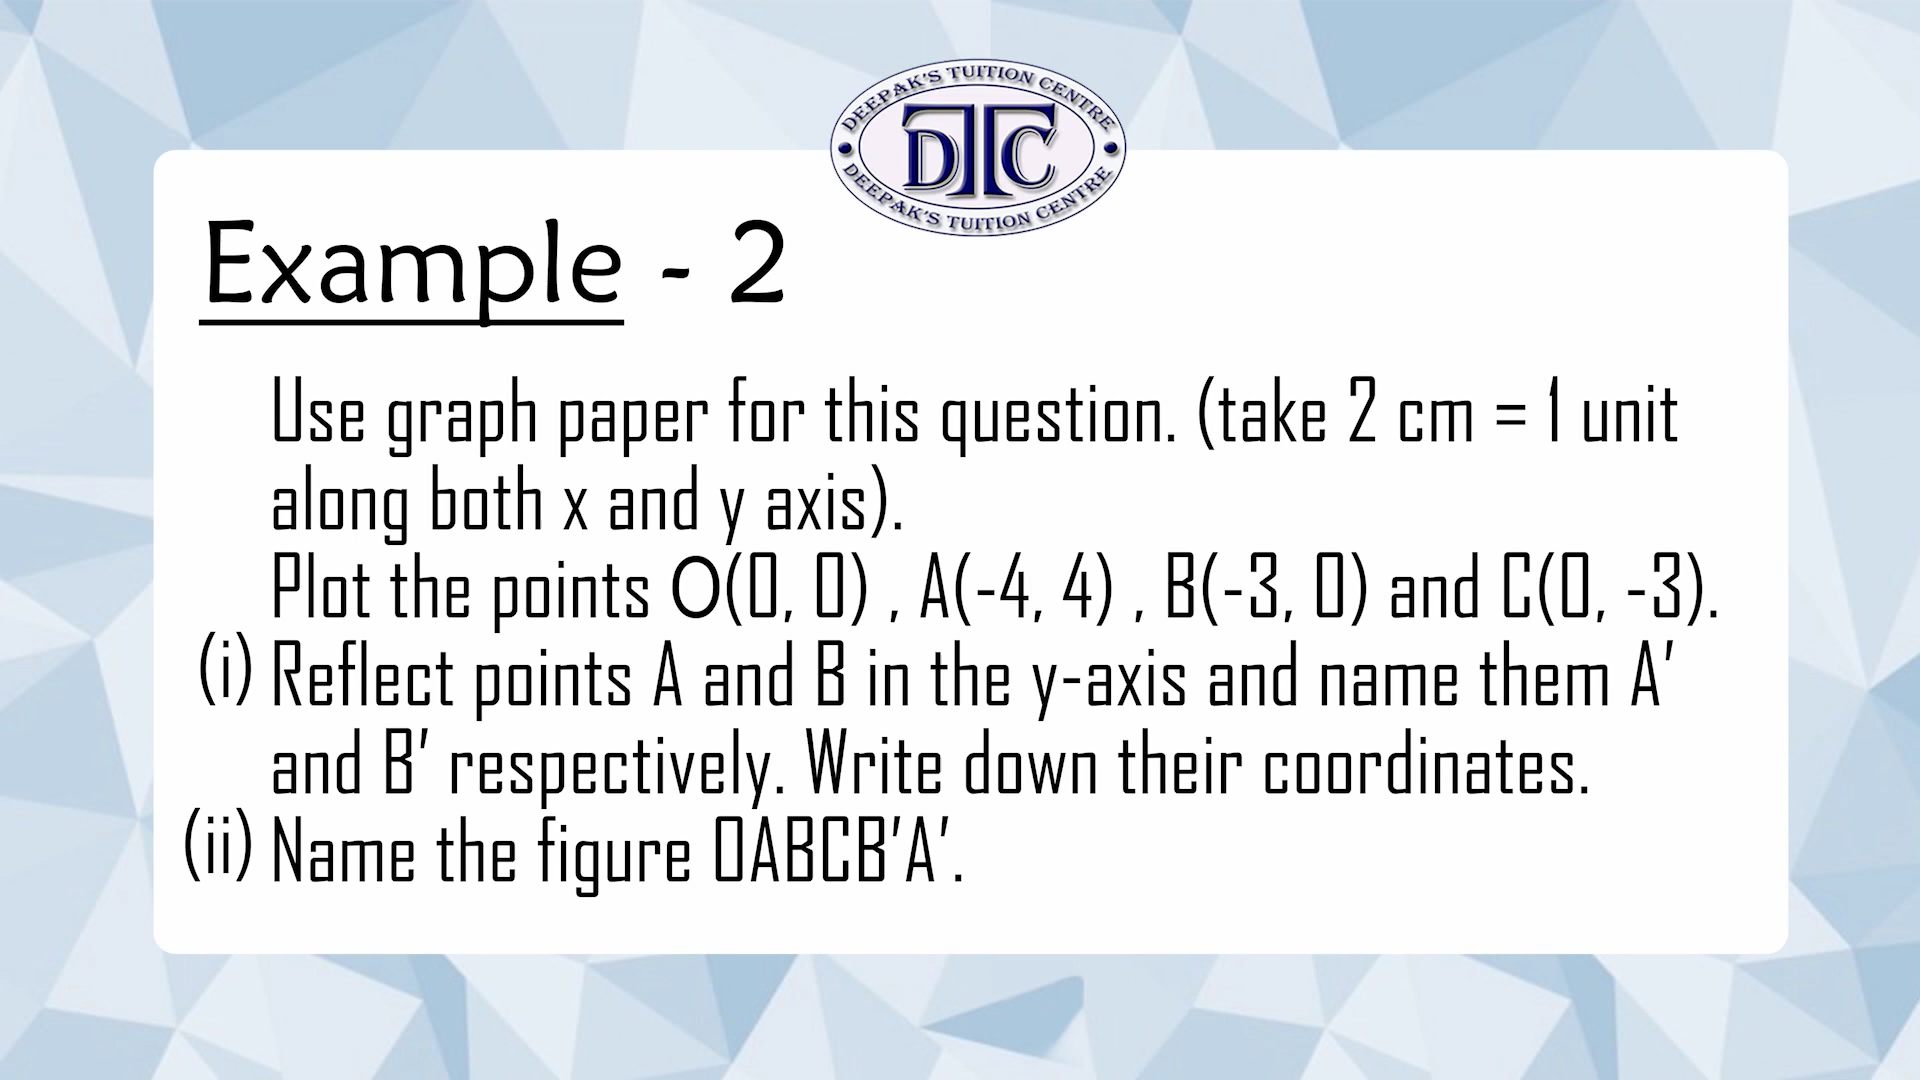 DEEPAK'S TUITION CENTRE
DTC
DEEPAK'S TUITION CENTRE
Example - 2
Use graph paper for this question. (take 2 cm = 1 unit
along both x and y axis).
Plot the points O(0, 0) , A(-4, 4) , B(-3, 0) and C(0, -3).
(i) Reflect points A and B in the y-axis and name them A'
and B' respectively. Write down their coordinates.
(ii) Name the figure OABCB'A'.